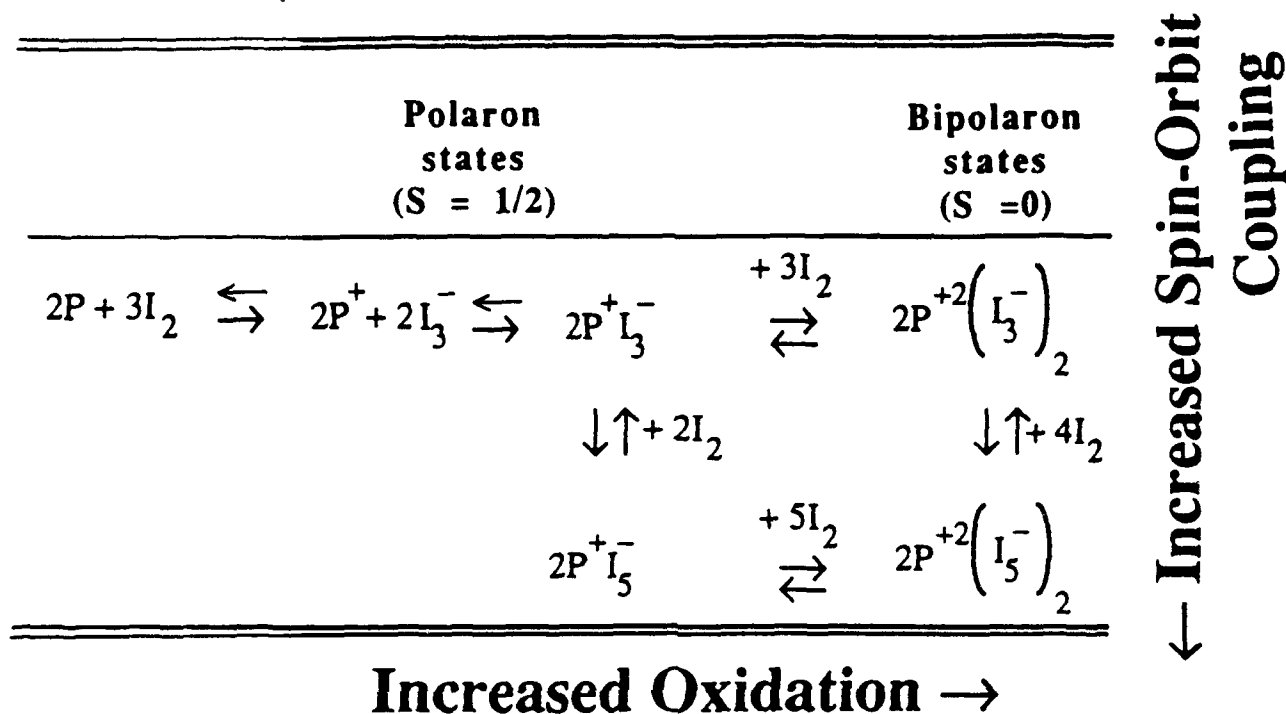 Polaron
states
(S = 1/2)
Bipolaron
states
(S =0)
2P + 3I₂ ⇆ 2P⁺ + 2I₃⁻ ⇆ 2P⁺I₃⁻ + 3I₂ ⇄ 2P⁺²(I₃⁻)₂
↓↑ + 2I₂ ↓↑ + 4I₂
2P⁺I₅⁻ + 5I₂ ⇄ 2P⁺²(I₅⁻)₂
Increased Oxidation →
← Increased Spin-Orbit
Coupling